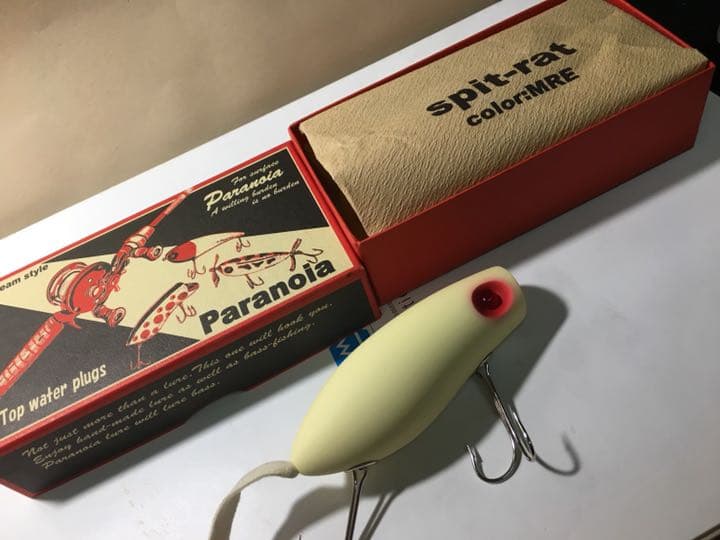 spit-rat
color:MRE
For surface
Paranoia
A willing burden
is no burden
eam style
Paranoia
Top water plugs
Not just more than a lure. This one will hook you.
Enjoy hand-made lure as well as bass-fishing.
Paranoia lure will lure bass.